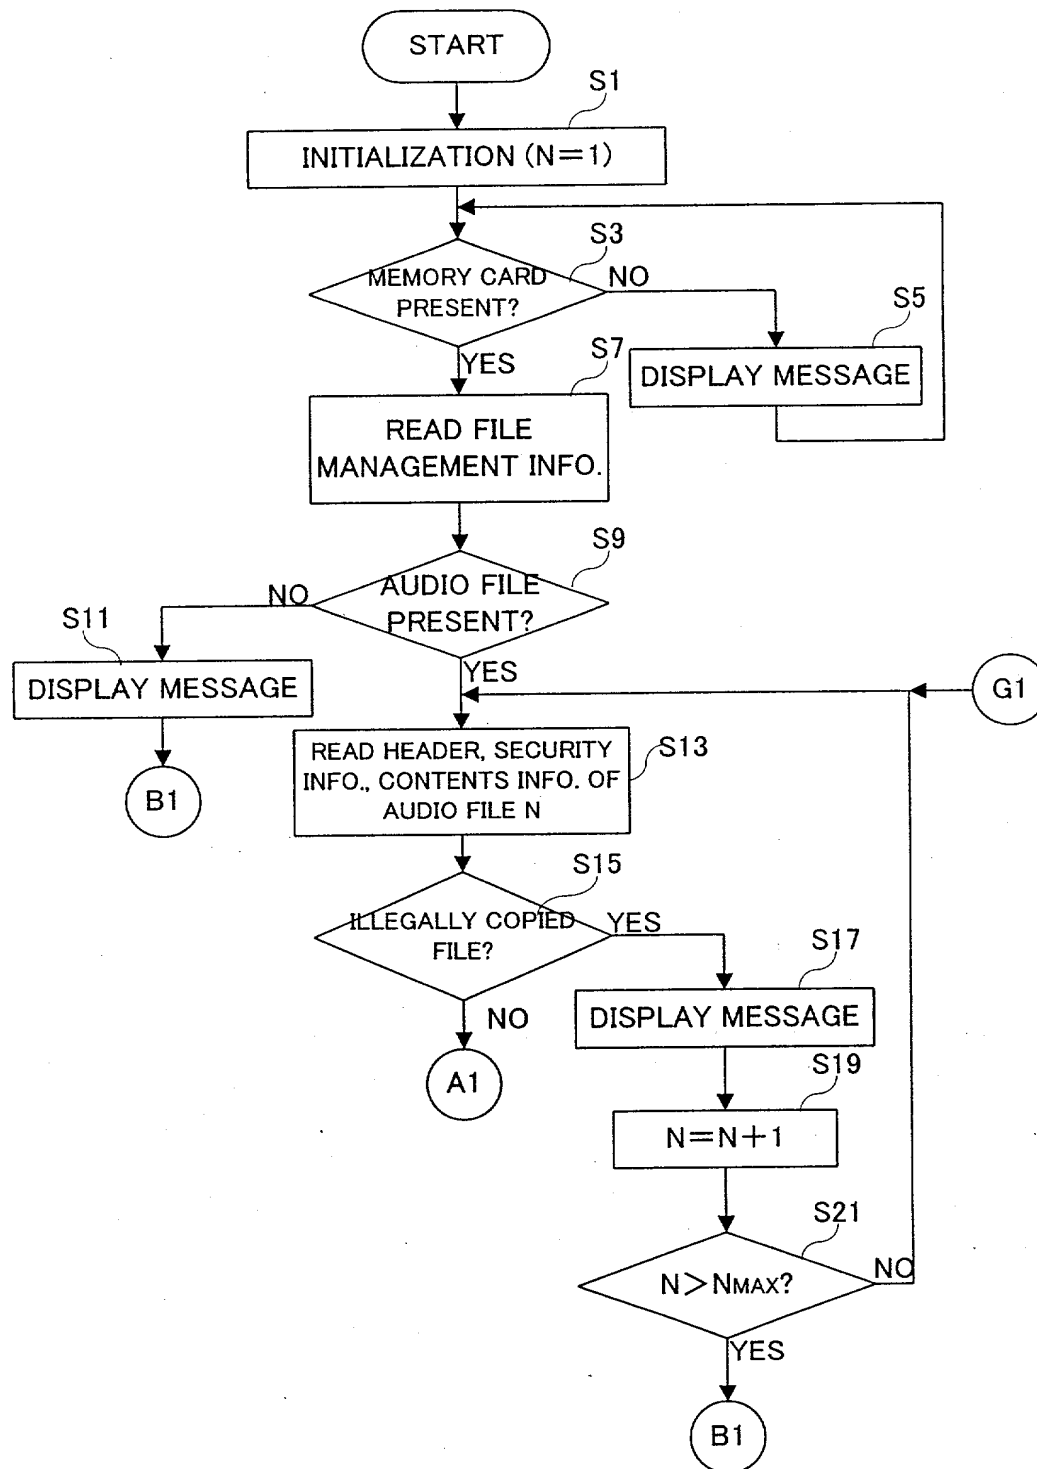 START
S1
INITIALIZATION (N=1)
S3
MEMORY CARD
PRESENT?
NO
S5
DISPLAY MESSAGE
YES
S7
READ FILE
MANAGEMENT INFO.
S9
AUDIO FILE
PRESENT?
NO
S11
DISPLAY MESSAGE
B1
YES
G1
S13
READ HEADER, SECURITY
INFO., CONTENTS INFO. OF
AUDIO FILE N
S15
ILLEGALLY COPIED
FILE?
YES
NO
A1
S17
DISPLAY MESSAGE
S19
N=N+1
S21
N>NMAX?
NO
YES
B1